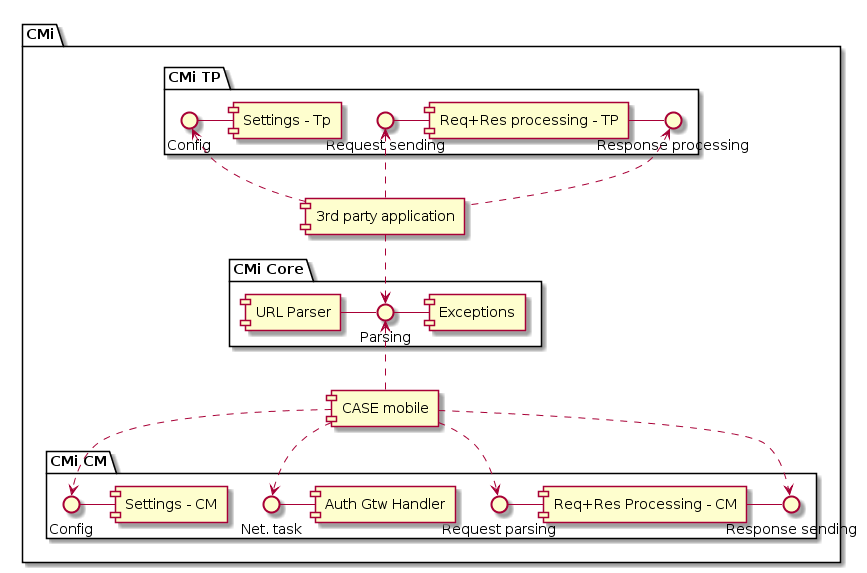 CMi
CMi TP
Settings - Tp
Req+Res processing - TP
Config
Request sending
Response processing
3rd party application
CMi Core
URL Parser
Exceptions
Parsing
CASE mobile
CMi CM
Settings - CM
Auth Gtw Handler
Req+Res Processing - CM
Config
Net. task
Request parsing
Response sending